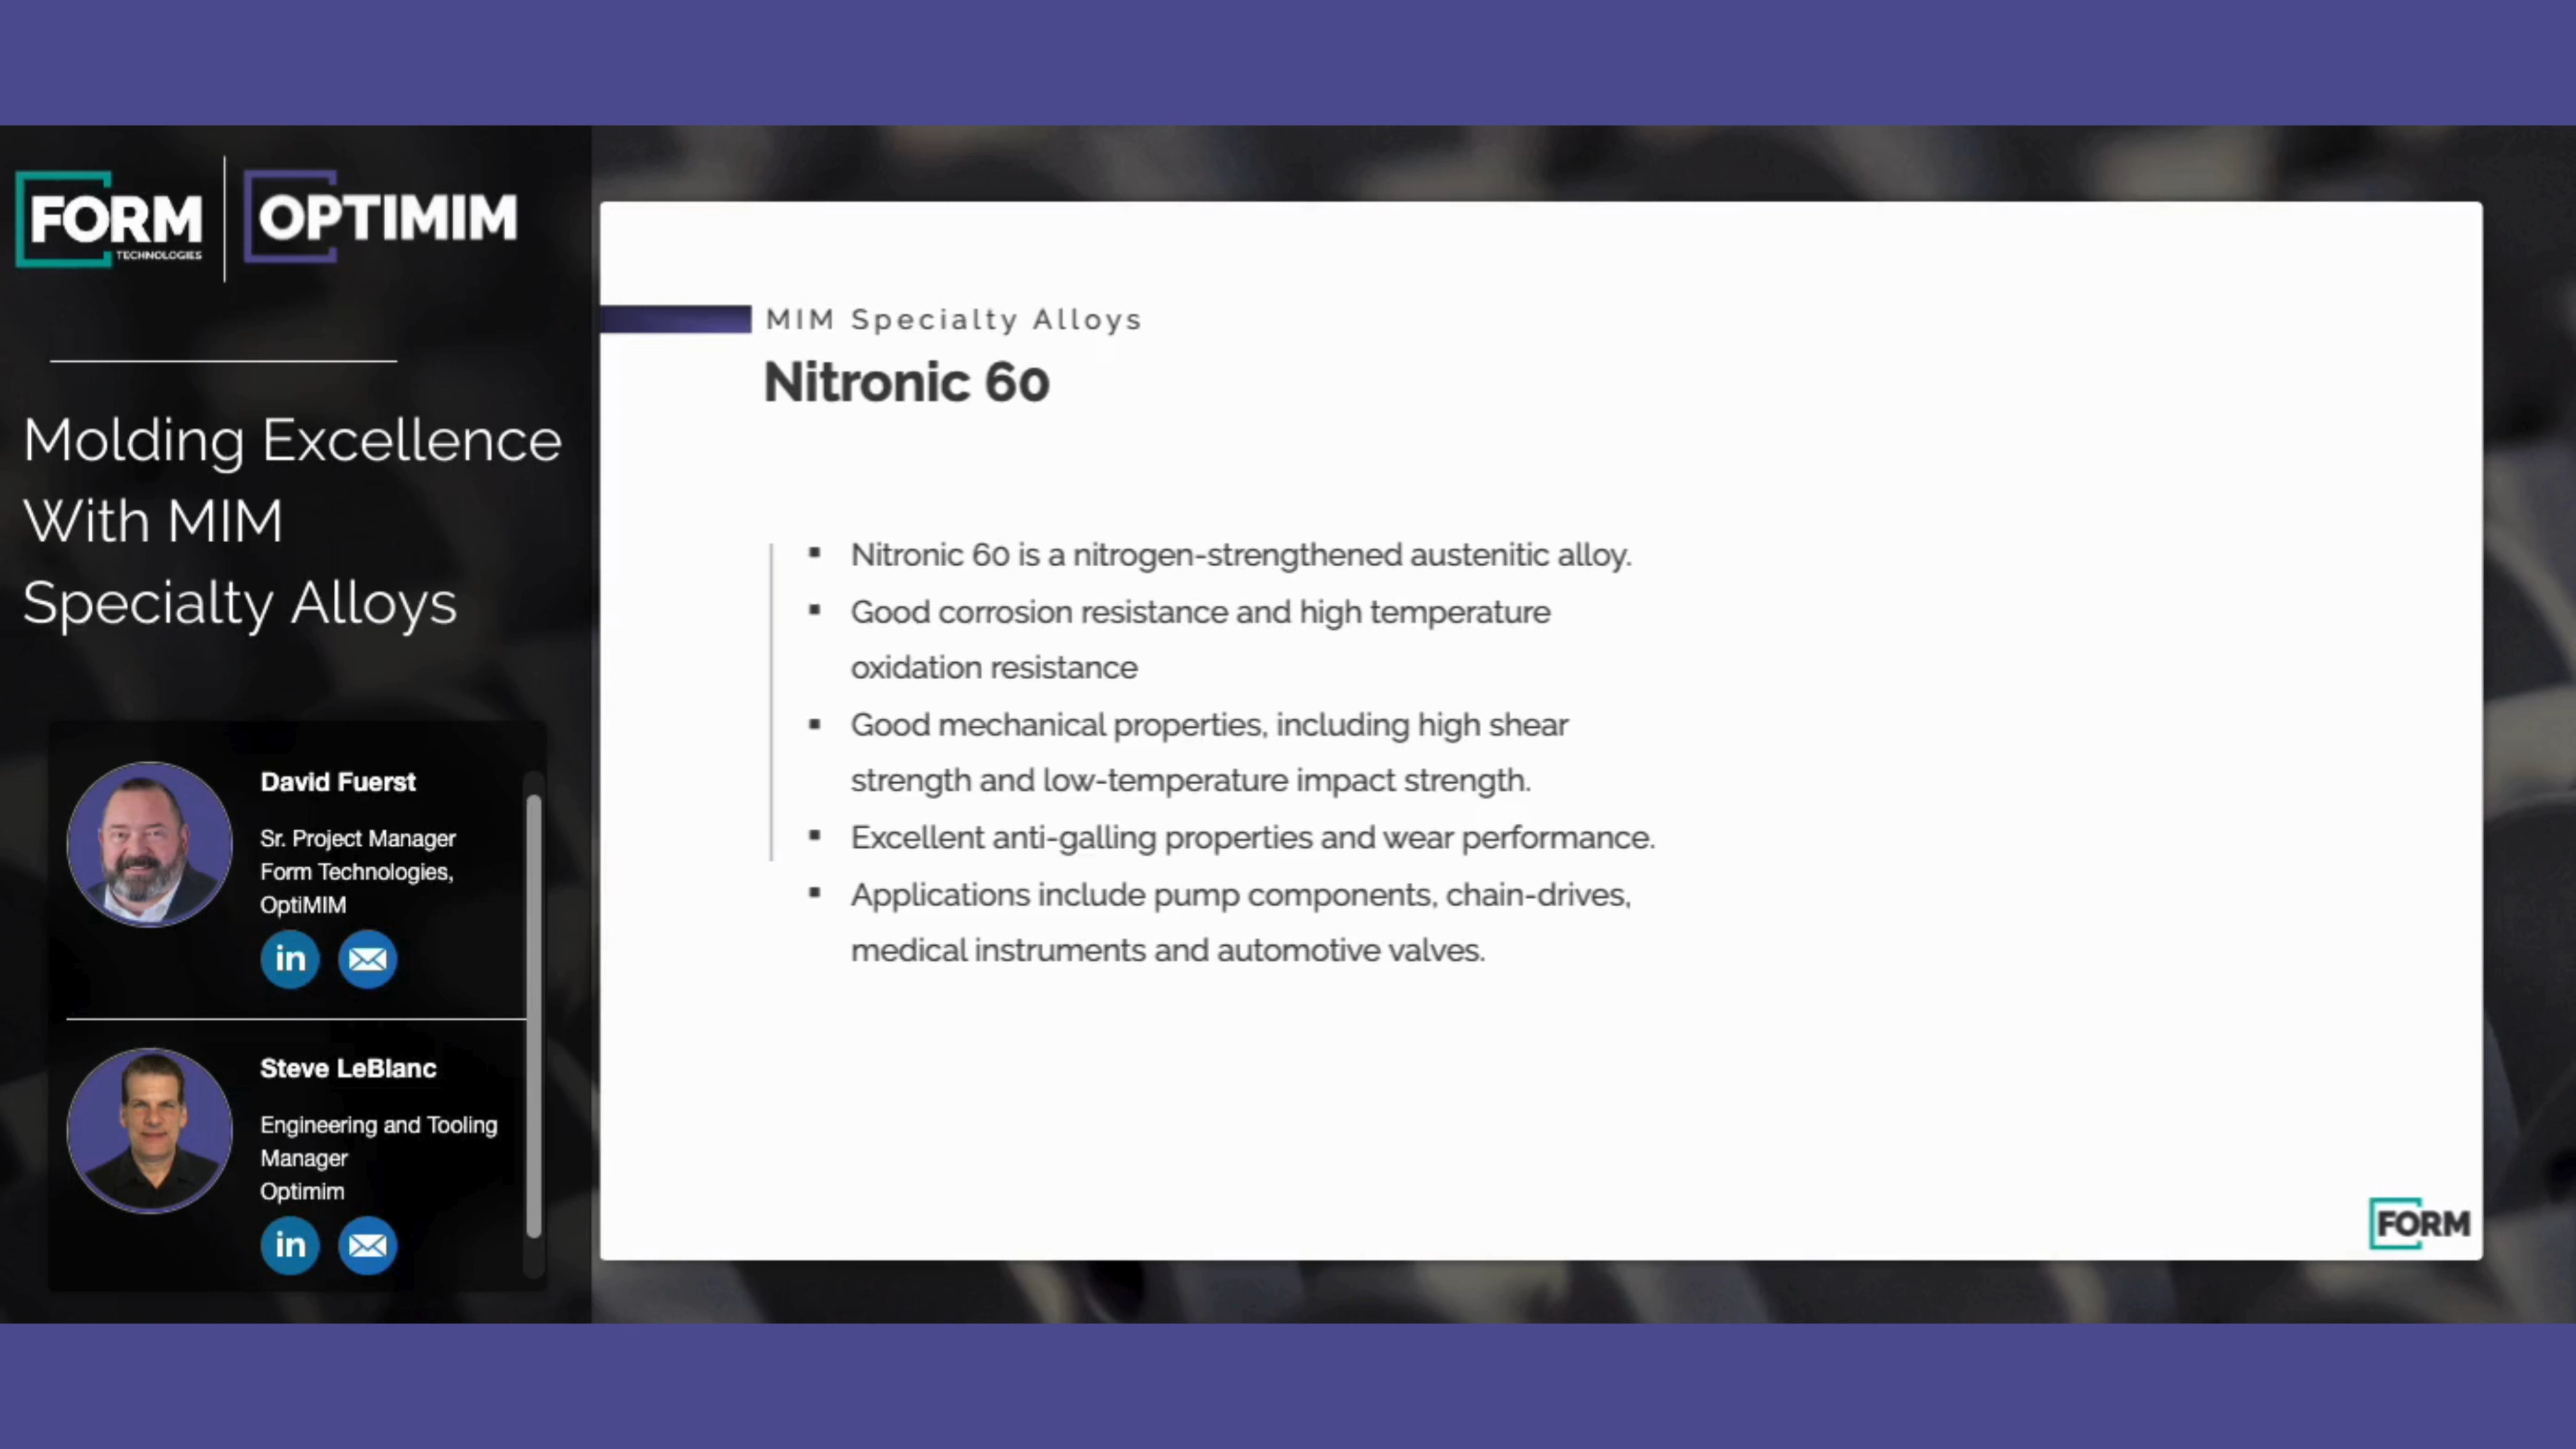 FORM
TECHNOLOGIES
OPTIMIM
Molding Excellence
With MIM
Specialty Alloys
David Fuerst
Sr. Project Manager
Form Technologies,
OptiMIM
in
Steve LeBlanc
Engineering and Tooling
Manager
Optimim
in
MIM Specialty Alloys
Nitronic 60
▪ Nitronic 60 is a nitrogen-strengthened austenitic alloy.
▪ Good corrosion resistance and high temperature
oxidation resistance
▪ Good mechanical properties, including high shear
strength and low-temperature impact strength.
▪ Excellent anti-galling properties and wear performance.
▪ Applications include pump components, chain-drives,
medical instruments and automotive valves.
FORM